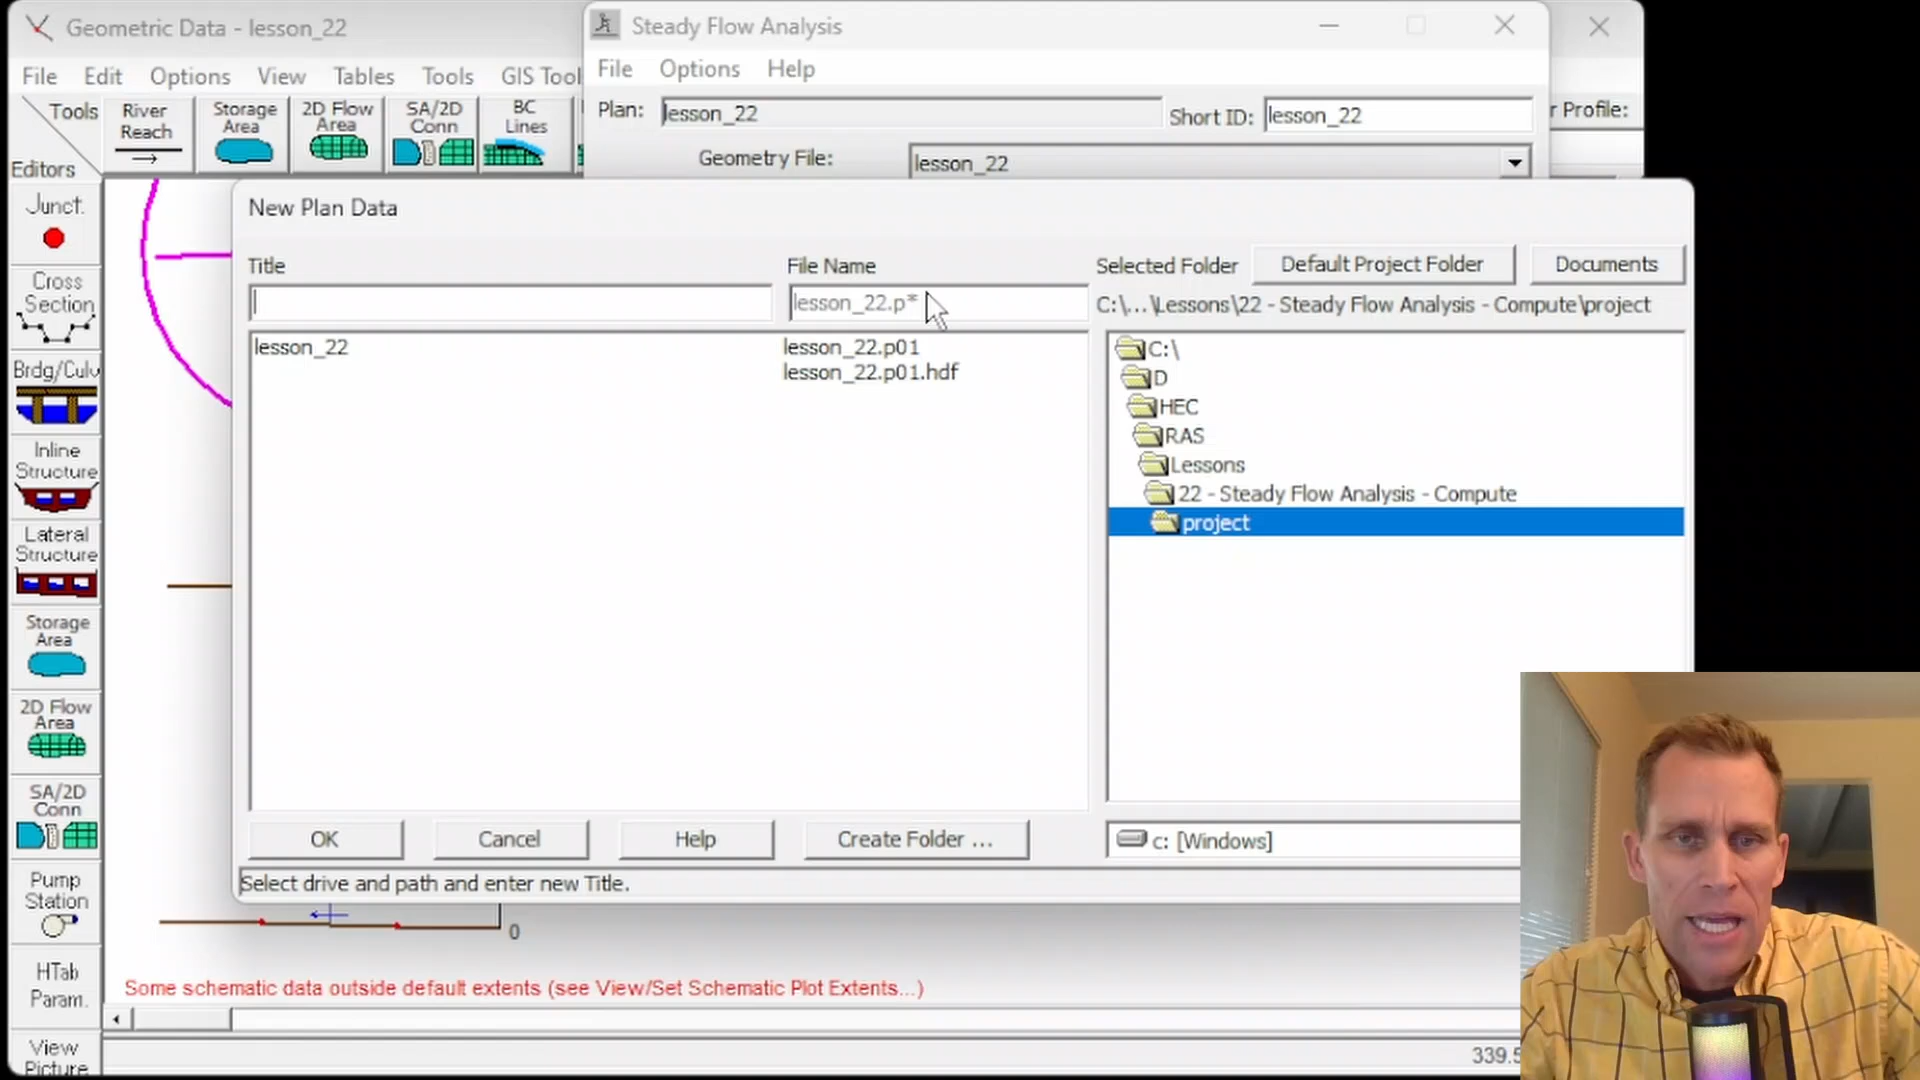 Geometric Data - lesson_22
File Edit Options View Tables Tools GIS Tool
Tools
River Reach
Storage Area
2D Flow Area
SA/2D Conn
BC Lines
Editors
Junct.
Cross Section
Brdg/Culv
Inline Structure
Lateral Structure
Storage Area
2D Flow Area
SA/2D Conn
Pump Station
HTab Param.
View Picture
Steady Flow Analysis
File Options Help
Plan: lesson_22 Short ID: lesson_22
Geometry File: lesson_22
r Profile:
New Plan Data
Title File Name Selected Folder Default Project Folder Documents
lesson_22.p* C:\...\Lessons\22 - Steady Flow Analysis - Compute\project
lesson_22 lesson_22.p01
lesson_22.p01.hdf
C:\
D
HEC
RAS
Lessons
22 - Steady Flow Analysis - Compute
project
OK Cancel Help Create Folder ... c: [Windows]
Select drive and path and enter new Title.
0
Some schematic data outside default extents (see View/Set Schematic Plot Extents...)
339.5